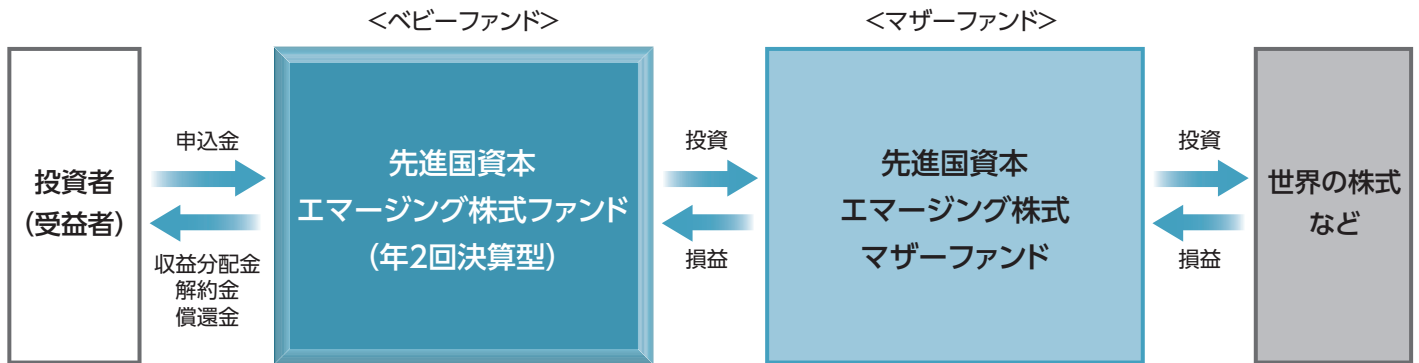 <ベビーファンド>
<マザーファンド>
投資者
(受益者)
申込金
収益分配金
解約金
償還金
先進国資本
エマージング株式ファンド
(年2回決算型)
投資
損益
先進国資本
エマージング株式
マザーファンド
投資
損益
世界の株式
など